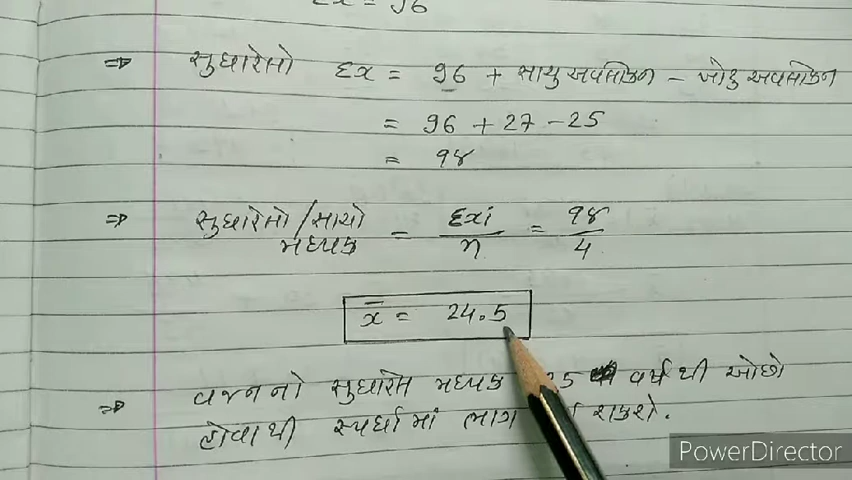 Σx = 96
⇒ સુધારેલો Σx = 96 + સાચુ અવલોકન - ખોટુ અવલોકન
= 96 + 27 - 25
= 98
⇒ સુધારેલો/સાચો મધ્યક = Σxi/n = 98/4
x̄ = 24.5
⇒ વજનનો સુધારેલ મધ્યક 25 વર્ષથી ઓછો
હોવાથી સ્પર્ધામાં ભાગ શકશે.
PowerDirector